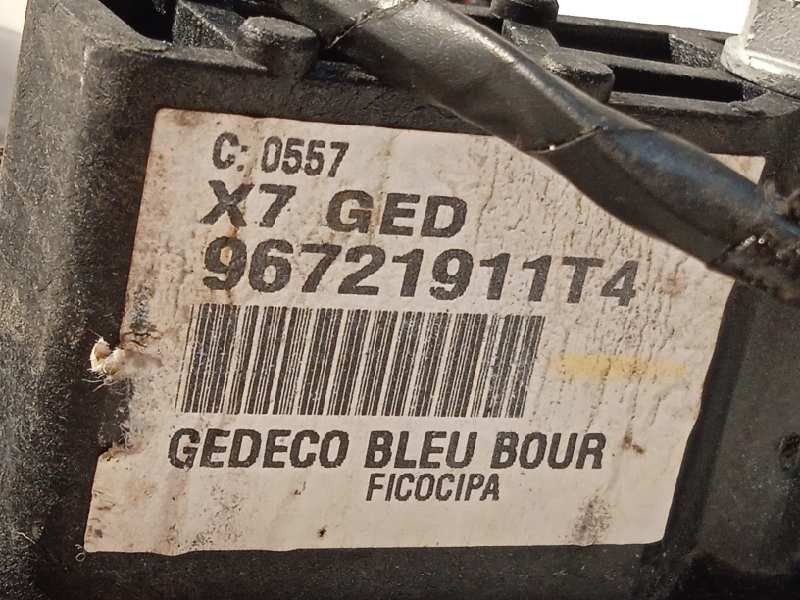 C: 0557
X7 GED
96721911T4
GEDECO BLEU BOUR
FICOCIPA